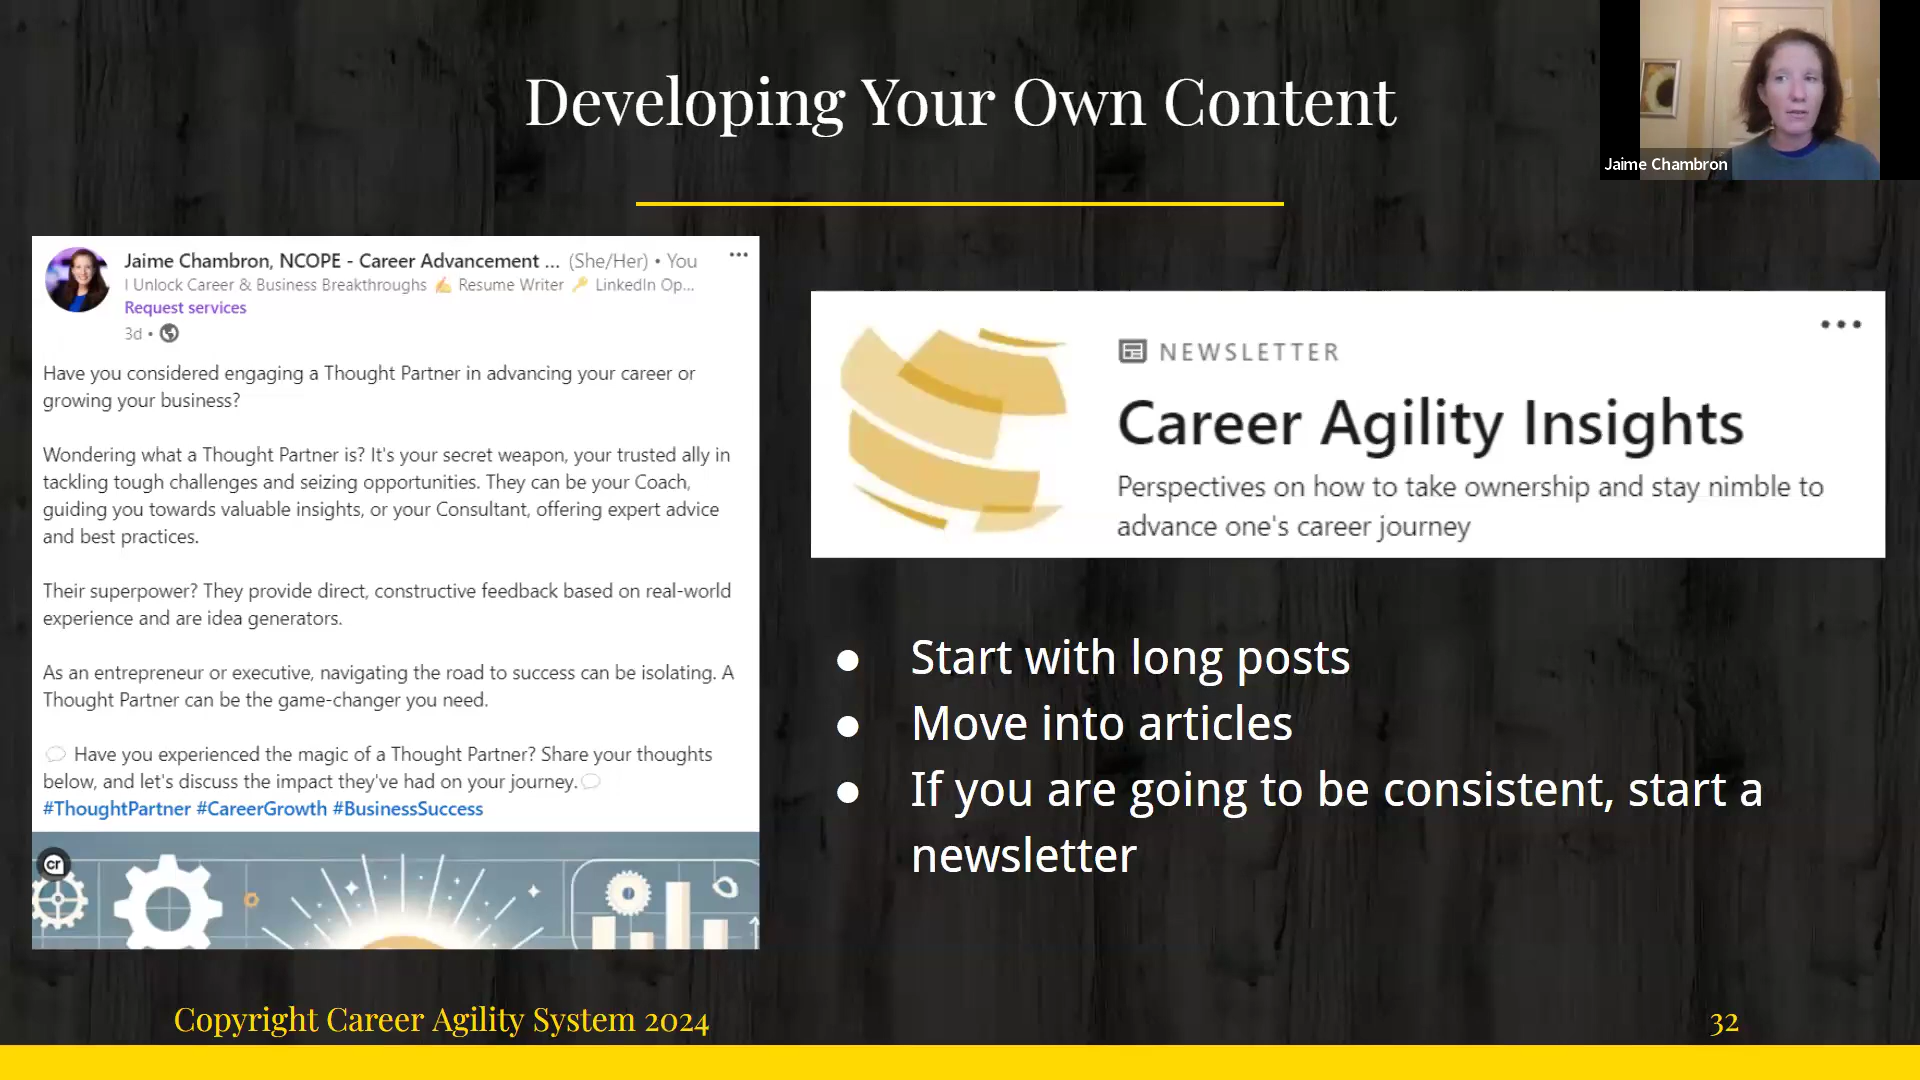 Developing Your Own Content
Jaime Chambron
Jaime Chambron, NCOPE - Career Advancement ... (She/Her) • You
I Unlock Career & Business Breakthroughs ✍️ Resume Writer 🔑 LinkedIn Op...
Request services
3d •
Have you considered engaging a Thought Partner in advancing your career or
growing your business?
Wondering what a Thought Partner is? It's your secret weapon, your trusted ally in
tackling tough challenges and seizing opportunities. They can be your Coach,
guiding you towards valuable insights, or your Consultant, offering expert advice
and best practices.
Their superpower? They provide direct, constructive feedback based on real-world
experience and are idea generators.
As an entrepreneur or executive, navigating the road to success can be isolating. A
Thought Partner can be the game-changer you need.
💬 Have you experienced the magic of a Thought Partner? Share your thoughts
below, and let's discuss the impact they've had on your journey.💬
#ThoughtPartner #CareerGrowth #BusinessSuccess
cr
NEWSLETTER
Career Agility Insights
Perspectives on how to take ownership and stay nimble to
advance one's career journey
● Start with long posts
● Move into articles
● If you are going to be consistent, start a
newsletter
Copyright Career Agility System 2024
32